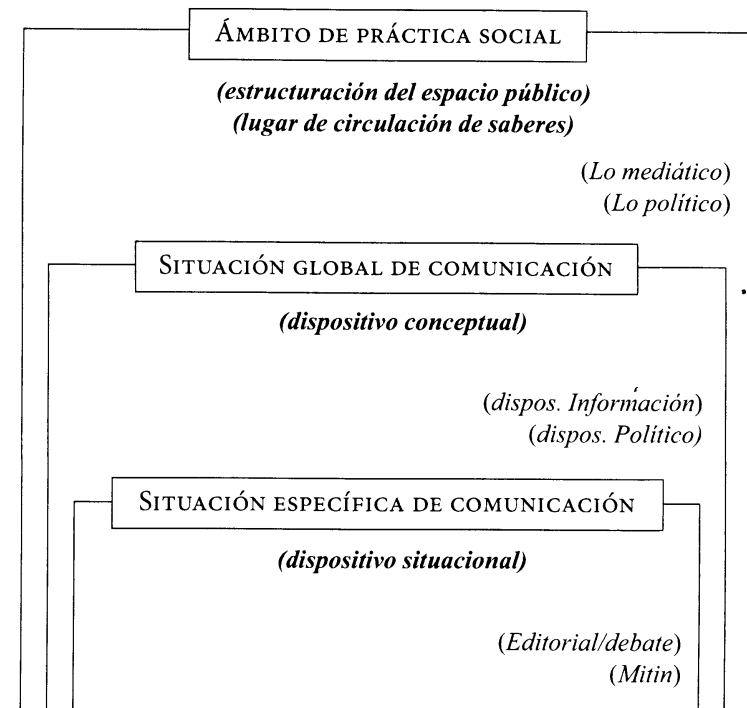 ÁMBITO DE PRÁCTICA SOCIAL
(estructuración del espacio público)
(lugar de circulación de saberes)
(Lo mediático)
(Lo político)
SITUACIÓN GLOBAL DE COMUNICACIÓN
(dispositivo conceptual)
(dispos. Información)
(dispos. Político)
SITUACIÓN ESPECÍFICA DE COMUNICACIÓN
(dispositivo situacional)
(Editorial/debate)
(Mitin)